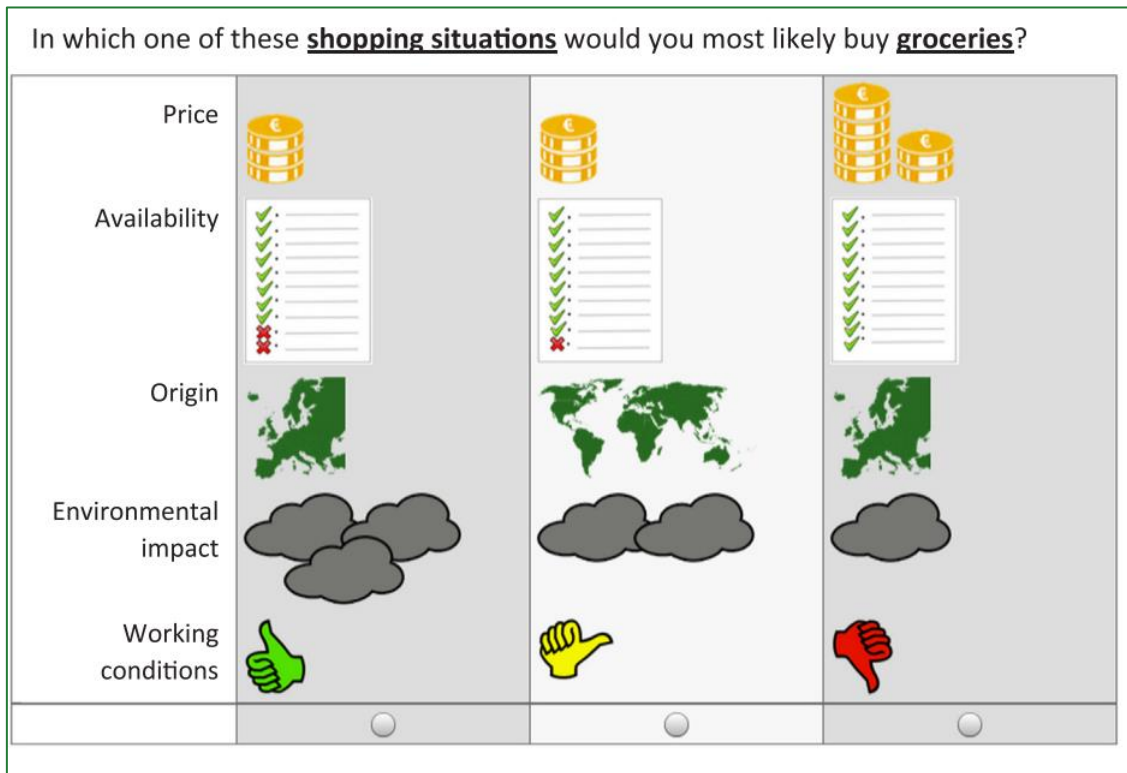 In which one of these shopping situations would you most likely buy groceries?
Price
€
€
€
€
Availability
Origin
Environmental
impact
Working
conditions